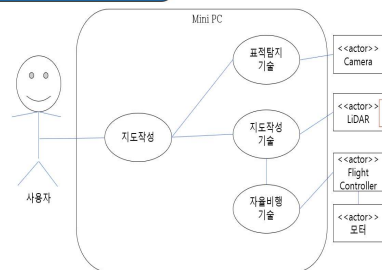 Mini PC
표적탐지
기술
<<actor>>
Camera
지도작성
지도작성
기술
<<actor>>
LiDAR
사용자
자율비행
기술
<<actor>>
Flight
Controller
<<actor>>
모터